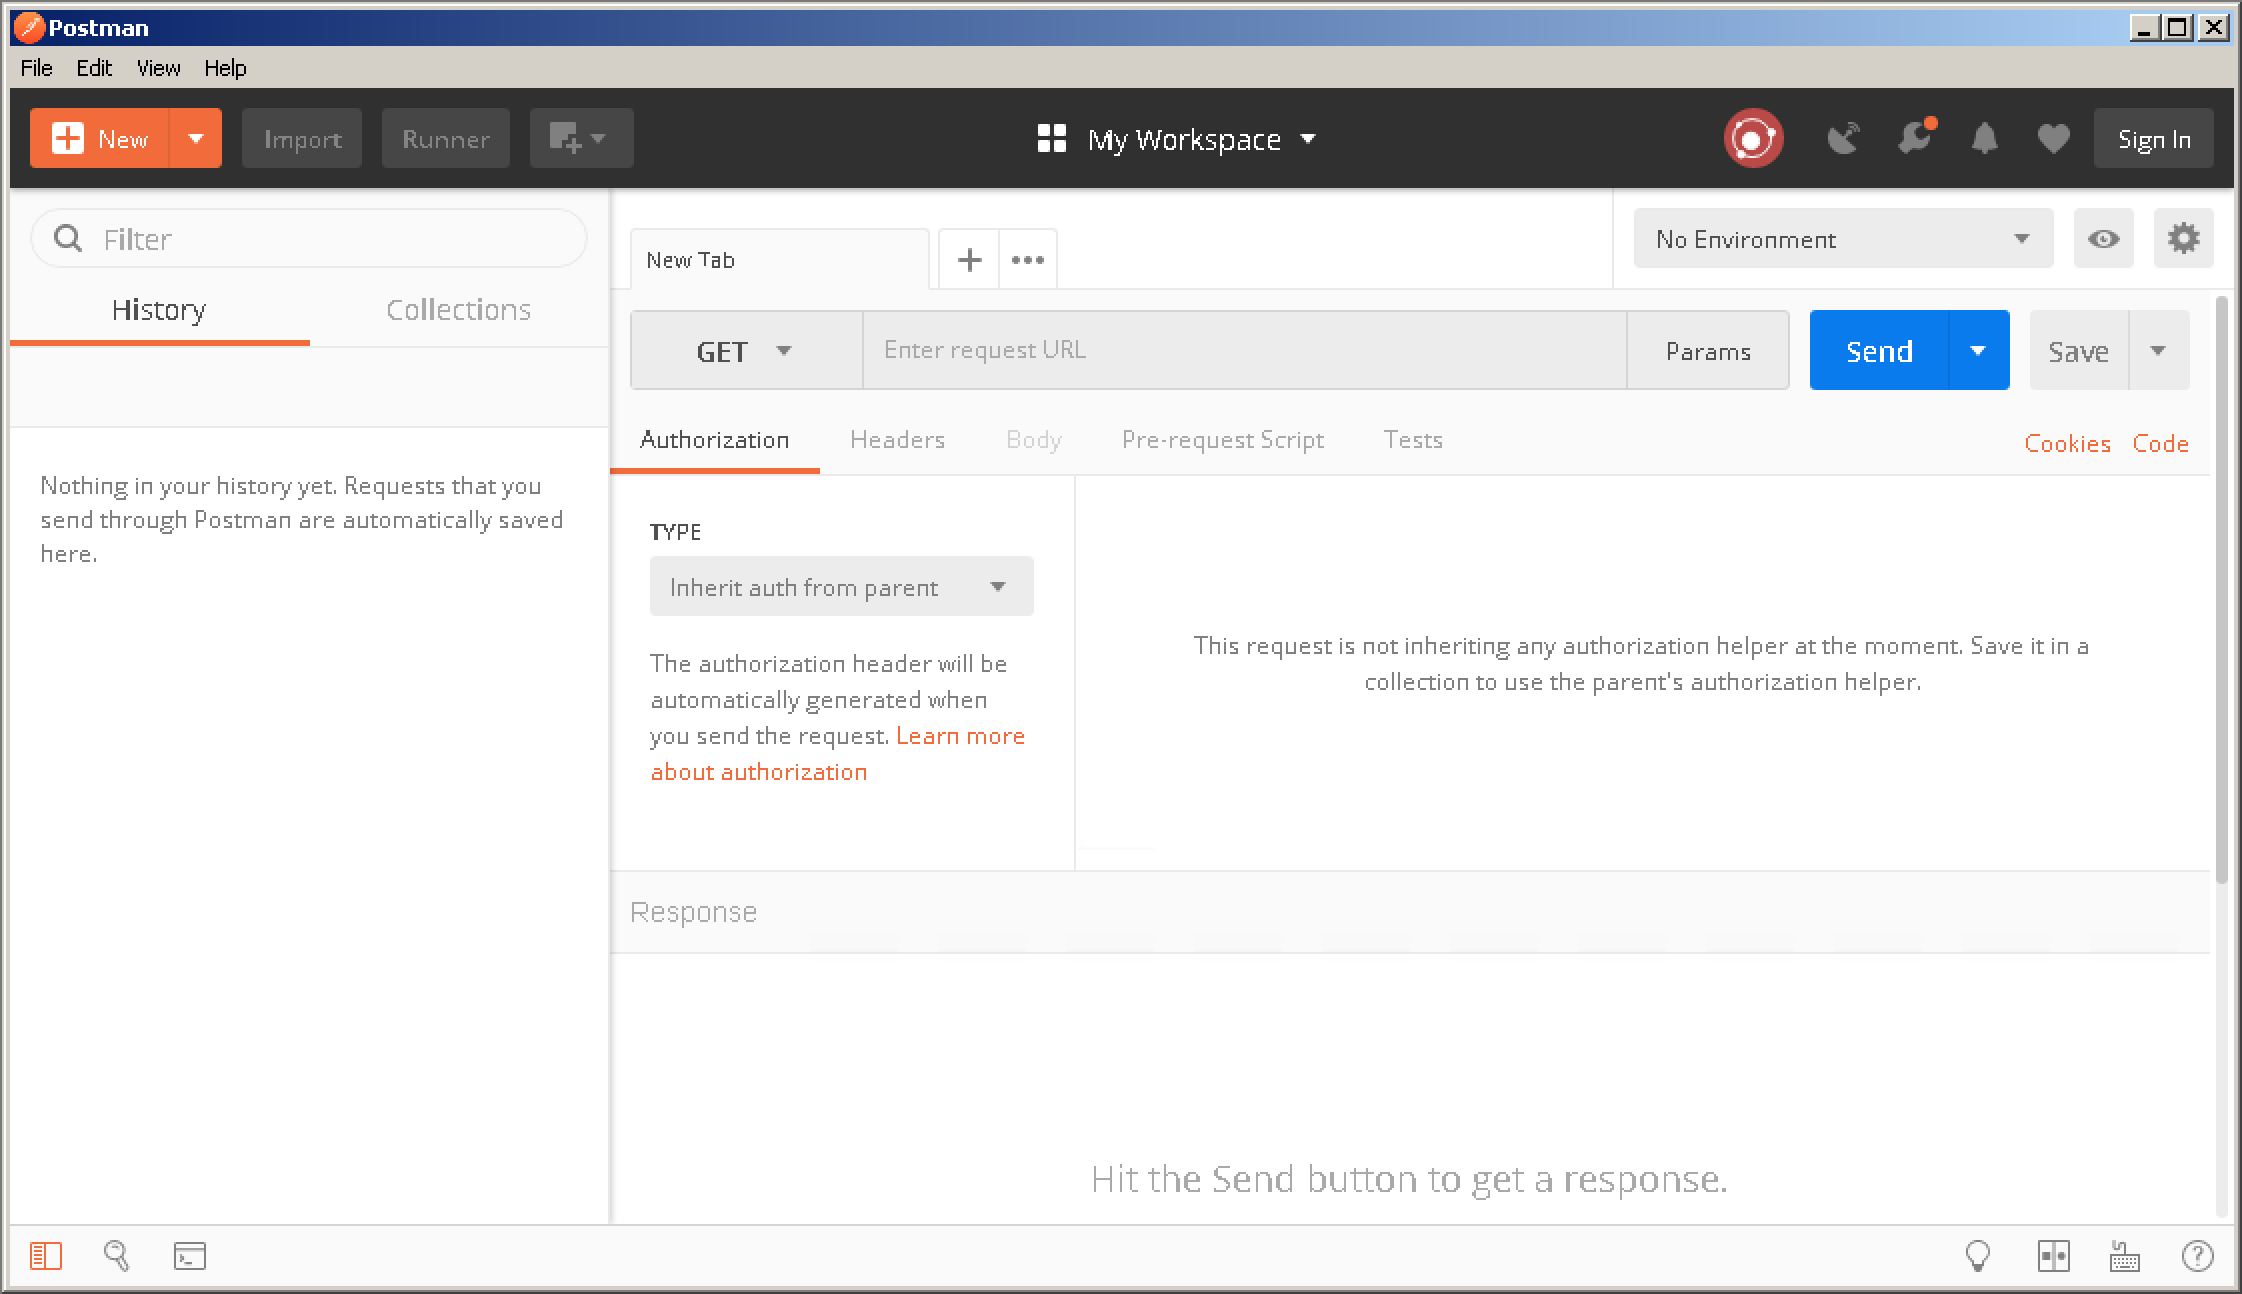 Postman
File Edit View Help
New Import Runner My Workspace Sign In
Filter
History Collections
Nothing in your history yet. Requests that you
send through Postman are automatically saved
here.
New Tab
No Environment
GET Enter request URL Params Send Save
Authorization Headers Body Pre-request Script Tests Cookies Code
TYPE
Inherit auth from parent
The authorization header will be
automatically generated when
you send the request. Learn more
about authorization
This request is not inheriting any authorization helper at the moment. Save it in a
collection to use the parent's authorization helper.
Response
Hit the Send button to get a response.